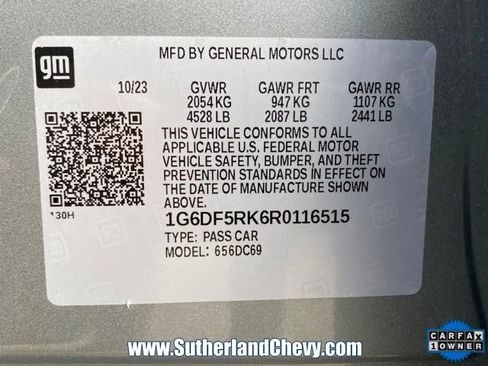 gm
MFD BY GENERAL MOTORS LLC
10/23 GVWR GAWR FRT GAWR RR
2054 KG 947 KG 1107 KG
4528 LB 2087 LB 2441 LB
THIS VEHICLE CONFORMS TO ALL
APPLICABLE U.S. FEDERAL MOTOR
VEHICLE SAFETY, BUMPER, AND THEFT
PREVENTION STANDARDS IN EFFECT ON
THE DATE OF MANUFACTURE SHOWN
ABOVE.
130H
1G6DF5RK6R0116515
TYPE: PASS CAR
MODEL: 656DC69
www.SutherlandChevy.com
CARFAX
1 OWNER